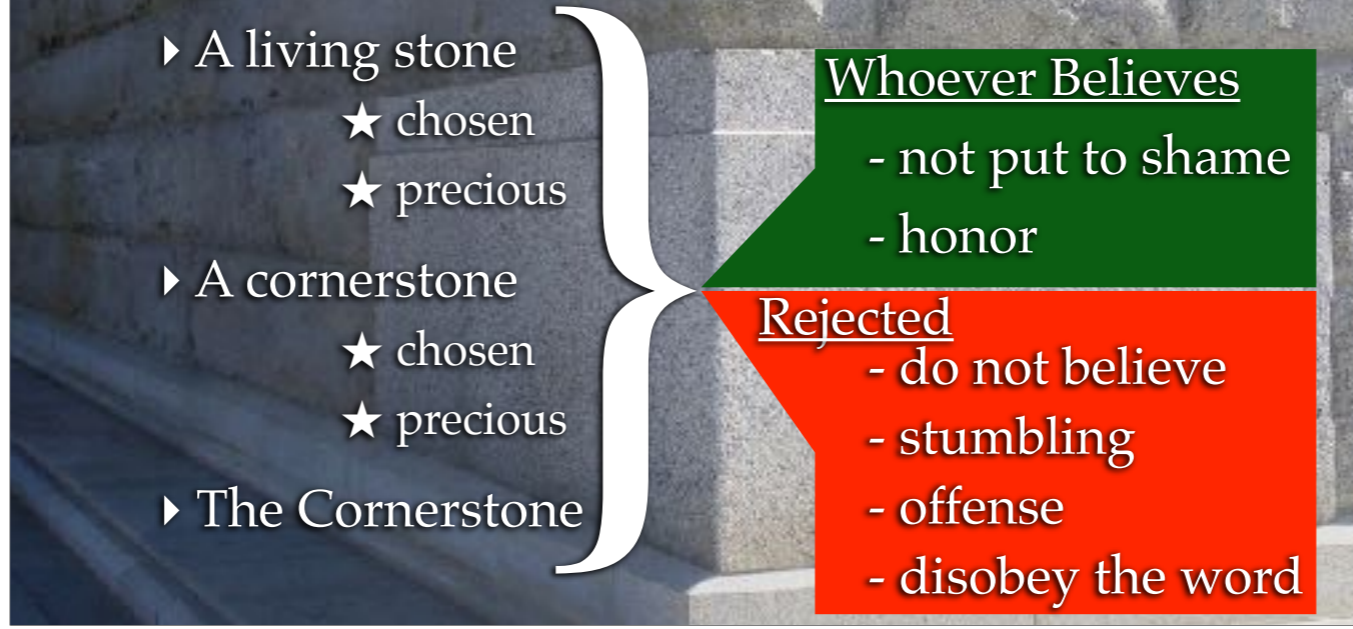 ▸ A living stone
★ chosen
★ precious
▸ A cornerstone
★ chosen
★ precious
▸ The Cornerstone
Whoever Believes
- not put to shame
- honor
Rejected
- do not believe
- stumbling
- offense
- disobey the word